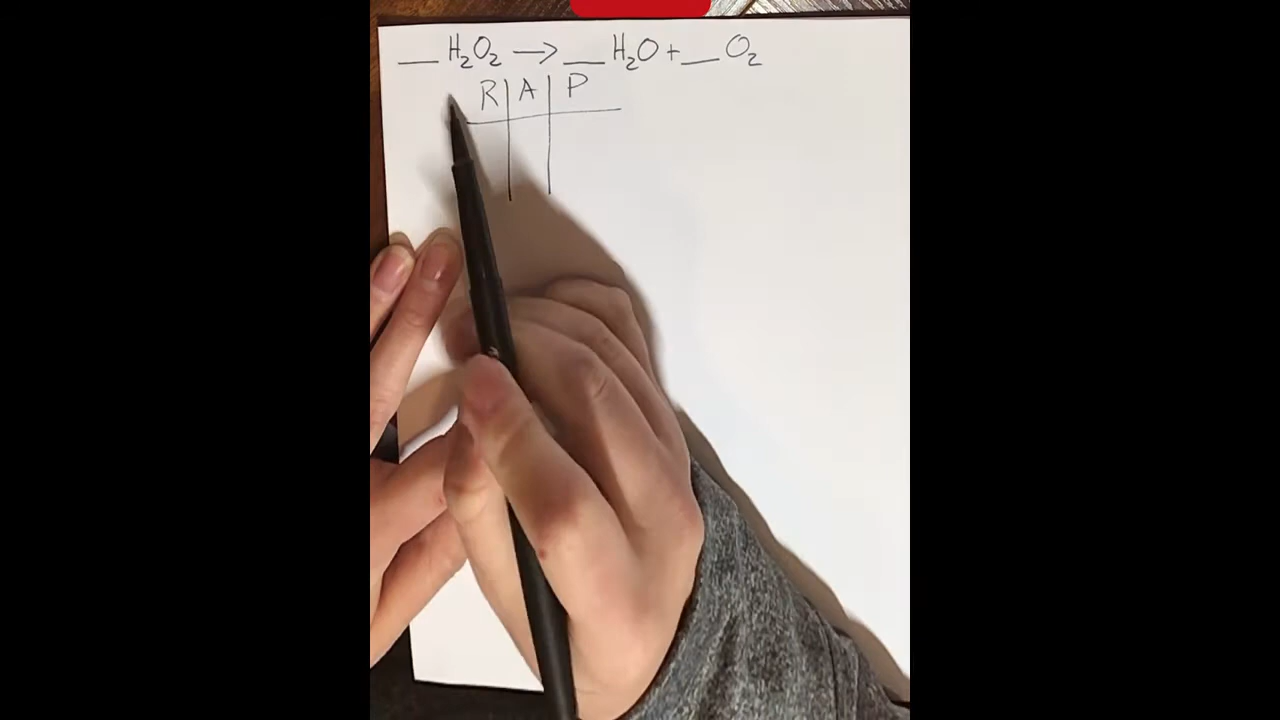 __ H₂O₂ → __ H₂O + __ O₂
R | A | P